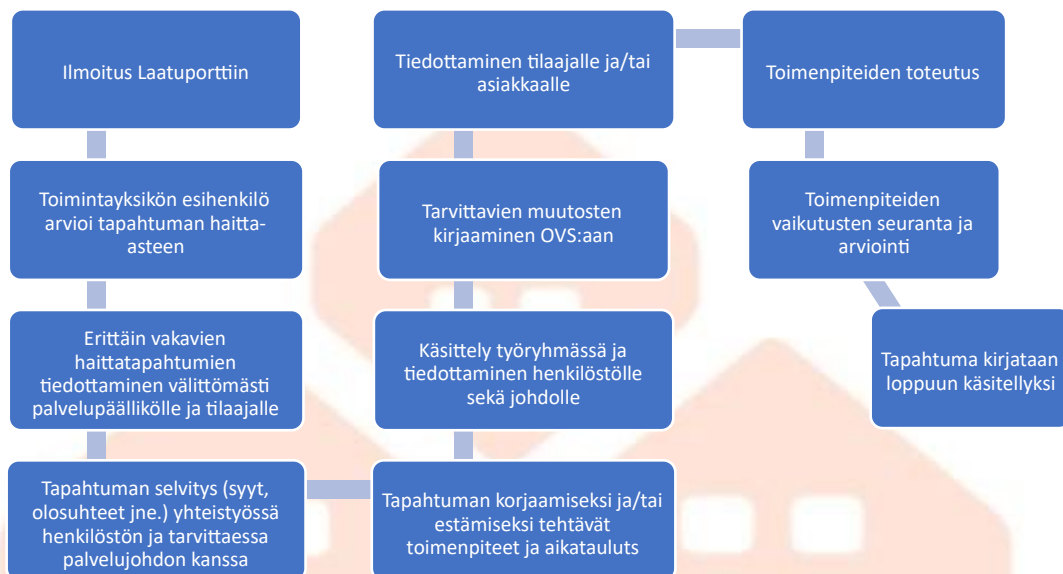 Ilmoitus Laatuporttiin
Toimintayksikön esihenkilö
arvioi tapahtuman haitta-
asteen
Erittäin vakavien
haittatapahtumien
tiedottaminen välittömästi
palvelupäällikölle ja tilaajalle
Tapahtuman selvitys (syyt,
olosuhteet jne.) yhteistyössä
henkilöstön ja tarvittaessa
palvelujohdon kanssa
Tapahtuman korjaamiseksi ja/tai
estämiseksi tehtävät
toimenpiteet ja aikatauluts
Käsittely työryhmässä ja
tiedottaminen henkilöstölle
sekä johdolle
Tarvittavien muutosten
kirjaaminen OVS:aan
Tiedottaminen tilaajalle ja/tai
asiakkaalle
Toimenpiteiden toteutus
Toimenpiteiden
vaikutusten seuranta ja
arviointi
Tapahtuma kirjataan
loppuun käsitellyksi